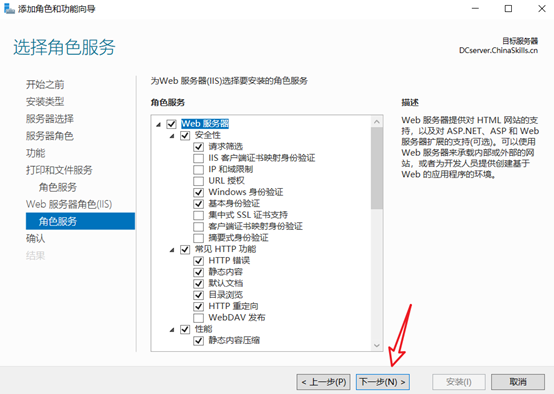 添加角色和功能向导
选择角色服务
目标服务器
DCserver.ChinaSkills.cn
开始之前
安装类型
服务器选择
服务器角色
功能
打印和文件服务
角色服务
Web 服务器角色(IIS)
角色服务
确认
结果
为Web 服务器(IIS)选择要安装的角色服务
角色服务
Web 服务器
安全性
请求筛选
IIS 客户端证书映射身份验证
IP 和域限制
URL 授权
Windows 身份验证
基本身份验证
集中式 SSL 证书支持
客户端证书映射身份验证
摘要式身份验证
常见 HTTP 功能
HTTP 错误
静态内容
默认文档
目录浏览
HTTP 重定向
WebDAV 发布
性能
静态内容压缩
描述
Web 服务器提供对 HTML 网站的支
持，以及对 ASP.NET、ASP 和 Web
服务器扩展的支持(可选)。可以使用
Web 服务器来承载内部或外部的网
站，或者为开发人员提供创建基于
Web 的应用程序的环境。
< 上一步(P)
下一步(N) >
安装(I)
取消